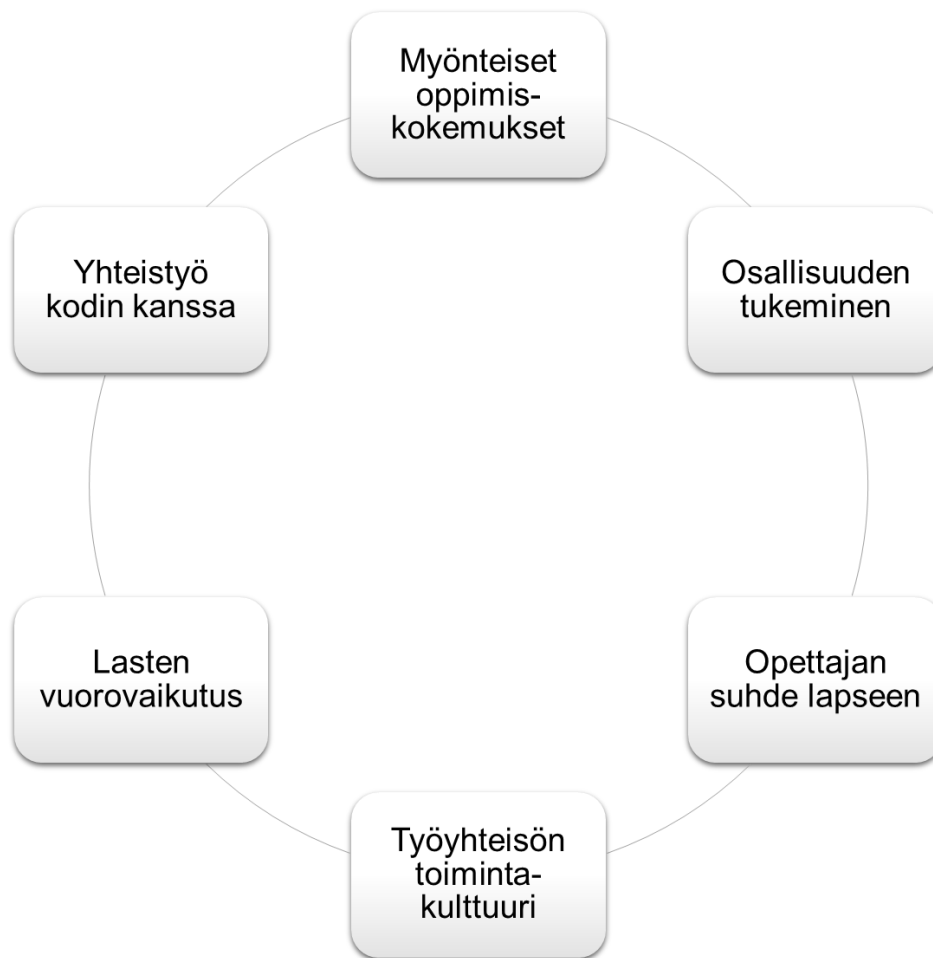 Myönteiset
oppimis-
kokemukset
Osallisuuden
tukeminen
Opettajan
suhde lapseen
Työyhteisön
toiminta-
kulttuuri
Lasten
vuorovaikutus
Yhteistyö
kodin kanssa